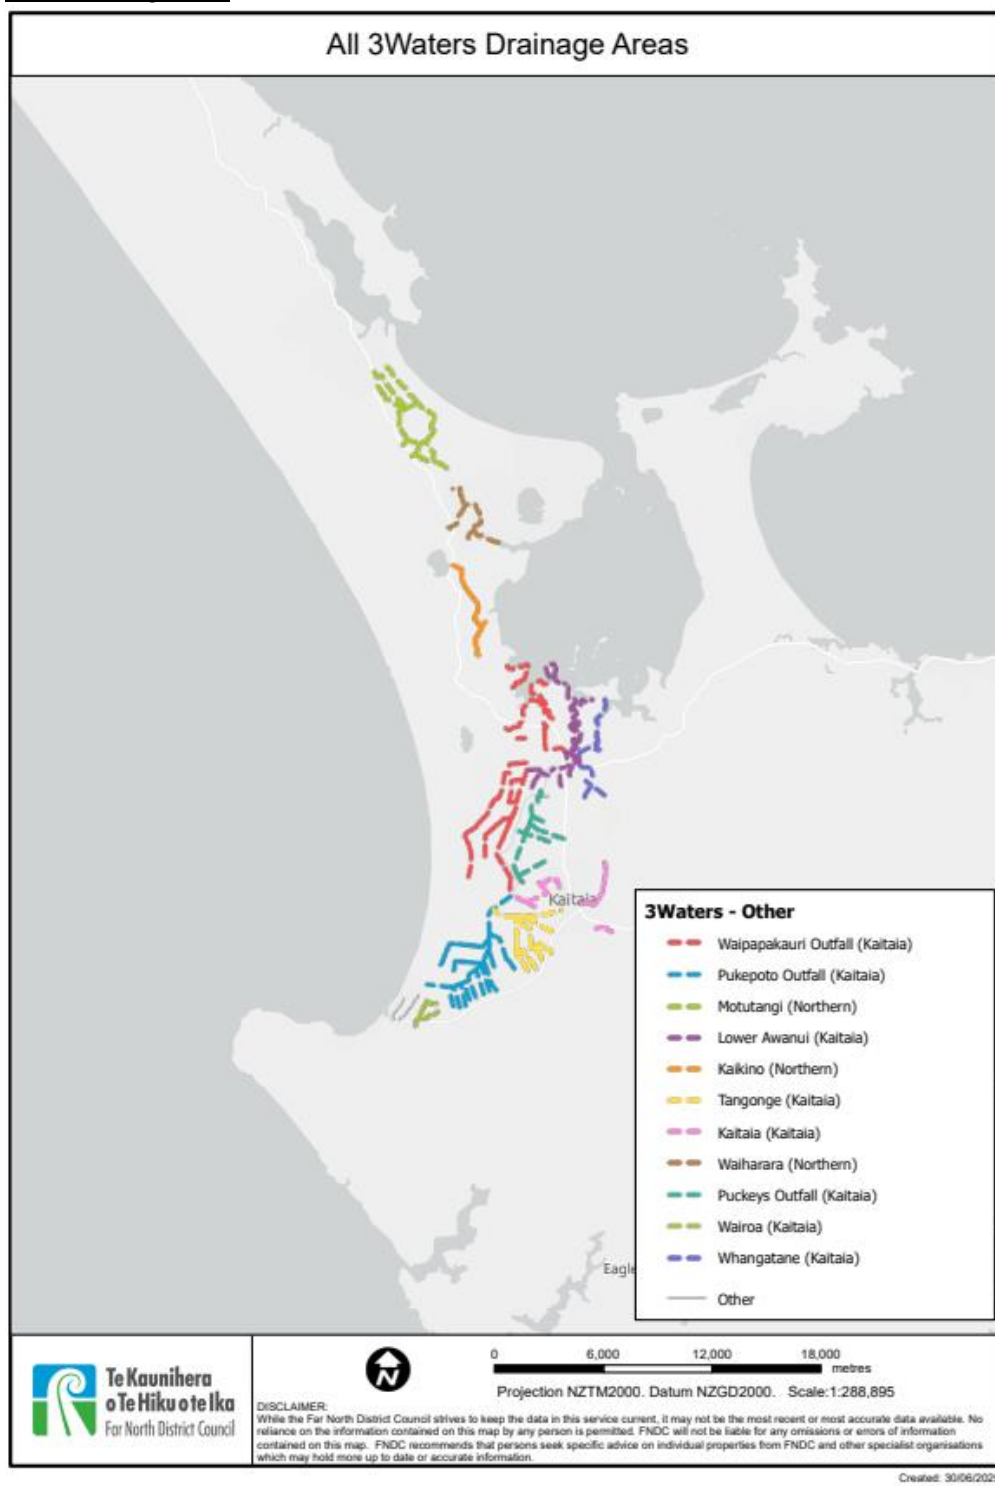 All 3Waters Drainage Areas
Kaitaia
3Waters - Other
Waipapakauri Outfall (Kaitaia)
Pukepoto Outfall (Kaitaia)
Motutangi (Northern)
Lower Awanui (Kaitaia)
Kaikino (Northern)
Tangonge (Kaitaia)
Kaitaia (Kaitaia)
Waiharara (Northern)
Puckeys Outfall (Kaitaia)
Wairoa (Kaitaia)
Whangatane (Kaitaia)
Other
Eagle
Te Kaunihera
o Te Hiku o te Ika
Far North District Council
N
0 6,000 12,000 18,000
metres
Projection NZTM2000. Datum NZGD2000. Scale:1:288,895
DISCLAIMER:
While the Far North District Council strives to keep the data in this service current, it may not be the most recent or most accurate data available. No
reliance on the information contained on this map by any person is permitted. FNDC will not be liable for any omissions or errors of information
contained on this map. FNDC recommends that persons seek specific advice on individual properties from FNDC and other specialist organisations
which may hold more up to date or accurate information.
Created: 30/06/202